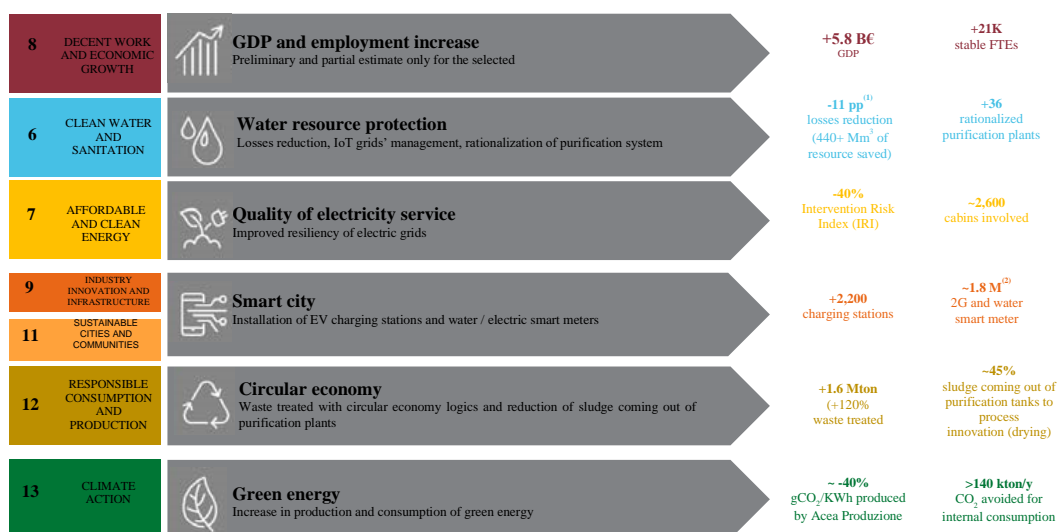 8
DECENT WORK
AND ECONOMIC
GROWTH
GDP and employment increase
Preliminary and partial estimate only for the selected
+5.8 B€
GDP
+21K
stable FTEs
6
CLEAN WATER
AND
SANITATION
Water resource protection
Losses reduction, IoT grids' management, rationalization of purification system
-11 pp(1)
losses reduction
(440+ Mm3 of
resource saved)
+36
rationalized
purification plants
7
AFFORDABLE
AND CLEAN
ENERGY
Quality of electricity service
Improved resiliency of electric grids
-40%
Intervention Risk
Index (IRI)
~2,600
cabins involved
9
INDUSTRY
INNOVATION AND
INFRASTRUCTURE
11
SUSTAINABLE
CITIES AND
COMMUNITIES
Smart city
Installation of EV charging stations and water / electric smart meters
+2,200
charging stations
~1.8 M(2)
2G and water
smart meter
12
RESPONSIBLE
CONSUMPTION
AND
PRODUCTION
Circular economy
Waste treated with circular economy logics and reduction of sludge coming out of
purification plants
+1.6 Mton
(+120%
waste treated
~45%
sludge coming out of
purification tanks to
process
innovation (drying)
13
CLIMATE
ACTION
Green energy
Increase in production and consumption of green energy
~ -40%
gCO2/KWh produced
by Acea Produzione
>140 kton/y
CO2 avoided for
internal consumption